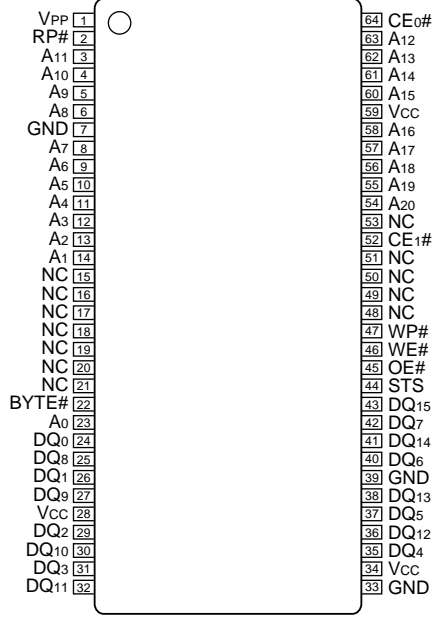 VPP 1
RP# 2
A11 3
A10 4
A9 5
A8 6
GND 7
A7 8
A6 9
A5 10
A4 11
A3 12
A2 13
A1 14
NC 15
NC 16
NC 17
NC 18
NC 19
NC 20
NC 21
BYTE# 22
A0 23
DQ0 24
DQ8 25
DQ1 26
DQ9 27
VCC 28
DQ2 29
DQ10 30
DQ3 31
DQ11 32
64 CE0#
63 A12
62 A13
61 A14
60 A15
59 VCC
58 A16
57 A17
56 A18
55 A19
54 A20
53 NC
52 CE1#
51 NC
50 NC
49 NC
48 NC
47 WP#
46 WE#
45 OE#
44 STS
43 DQ15
42 DQ7
41 DQ14
40 DQ6
39 GND
38 DQ13
37 DQ5
36 DQ12
35 DQ4
34 VCC
33 GND